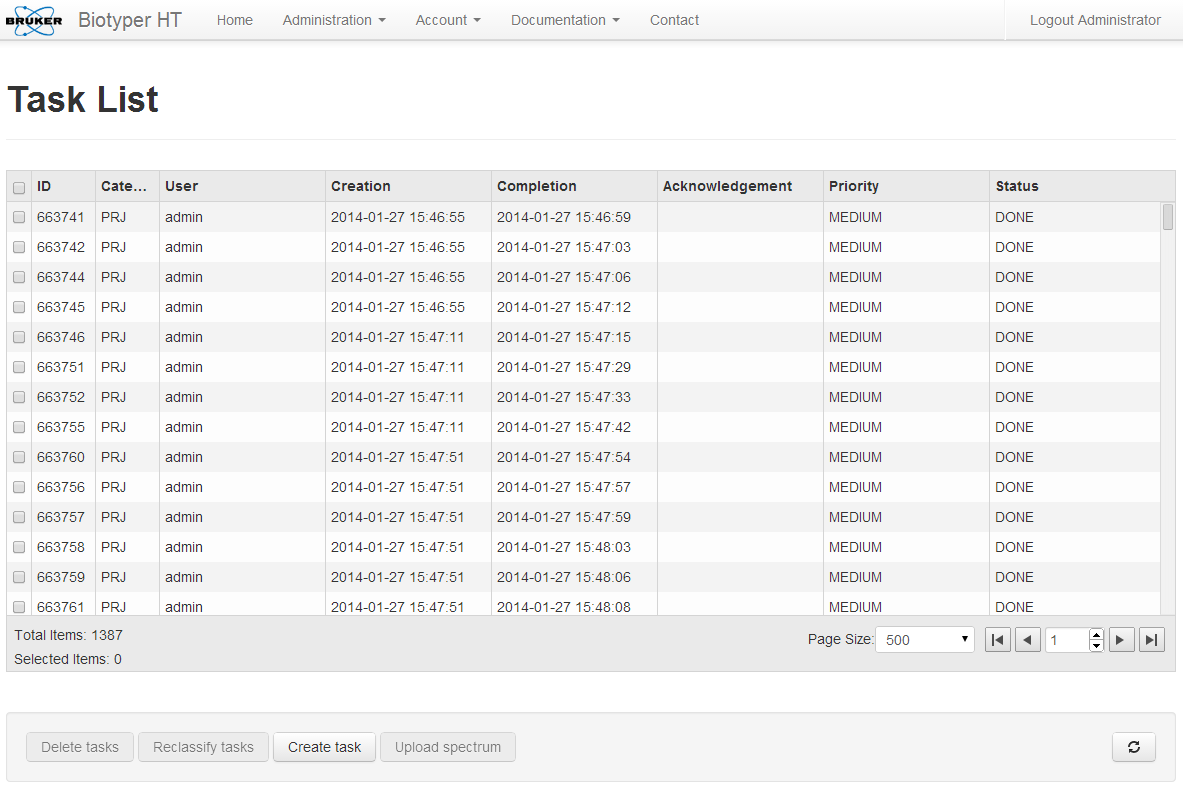 BRUKER Biotyper HT Home Administration Account Documentation Contact Logout Administrator
Task List
ID Cate... User Creation Completion Acknowledgement Priority Status
663741 PRJ admin 2014-01-27 15:46:55 2014-01-27 15:46:59 MEDIUM DONE
663742 PRJ admin 2014-01-27 15:46:55 2014-01-27 15:47:03 MEDIUM DONE
663744 PRJ admin 2014-01-27 15:46:55 2014-01-27 15:47:06 MEDIUM DONE
663745 PRJ admin 2014-01-27 15:46:55 2014-01-27 15:47:12 MEDIUM DONE
663746 PRJ admin 2014-01-27 15:47:11 2014-01-27 15:47:15 MEDIUM DONE
663751 PRJ admin 2014-01-27 15:47:11 2014-01-27 15:47:29 MEDIUM DONE
663752 PRJ admin 2014-01-27 15:47:11 2014-01-27 15:47:33 MEDIUM DONE
663755 PRJ admin 2014-01-27 15:47:11 2014-01-27 15:47:42 MEDIUM DONE
663760 PRJ admin 2014-01-27 15:47:51 2014-01-27 15:47:54 MEDIUM DONE
663756 PRJ admin 2014-01-27 15:47:51 2014-01-27 15:47:57 MEDIUM DONE
663757 PRJ admin 2014-01-27 15:47:51 2014-01-27 15:47:59 MEDIUM DONE
663758 PRJ admin 2014-01-27 15:47:51 2014-01-27 15:48:03 MEDIUM DONE
663759 PRJ admin 2014-01-27 15:47:51 2014-01-27 15:48:06 MEDIUM DONE
663761 PRJ admin 2014-01-27 15:47:51 2014-01-27 15:48:08 MEDIUM DONE
Total Items: 1387
Page Size: 500 1
Selected Items: 0
Delete tasks Reclassify tasks Create task Upload spectrum